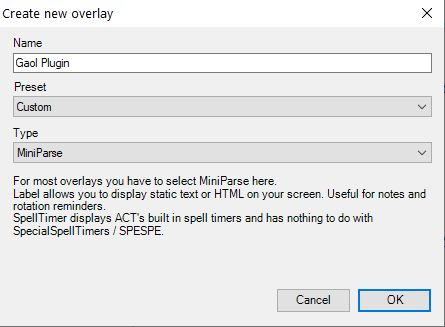 Create new overlay
Name
Gaol Plugin
Preset
Custom
Type
MiniParse
For most overlays you have to select MiniParse here.
Label allows you to display static text or HTML on your screen. Useful for notes and
rotation reminders.
SpellTimer displays ACT's built in spell timers and has nothing to do with
SpecialSpellTimers / SPESPE.
Cancel
OK